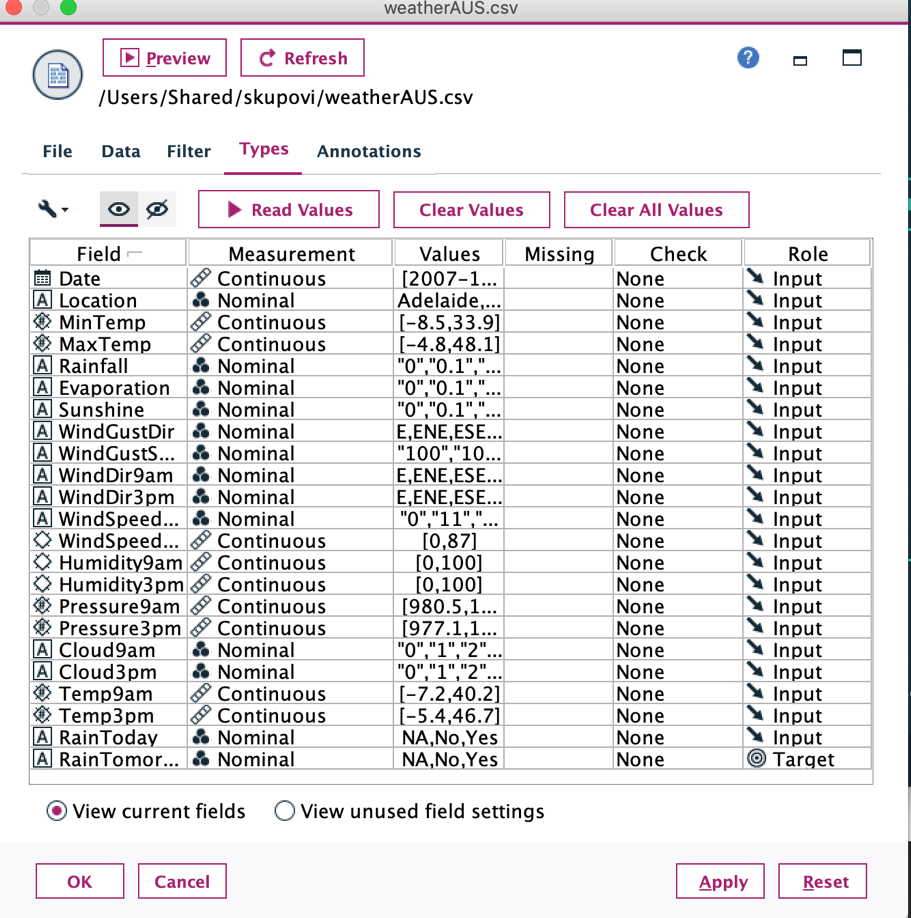 weatherAUS.csv
Preview Refresh ?
/Users/Shared/skupovi/weatherAUS.csv
File Data Filter Types Annotations
Read Values Clear Values Clear All Values
Field Measurement Values Missing Check Role
Date Continuous [2007-1... None Input
A Location Nominal Adelaide,... None Input
MinTemp Continuous [-8.5,33.9] None Input
MaxTemp Continuous [-4.8,48.1] None Input
A Rainfall Nominal "0","0.1","... None Input
A Evaporation Nominal "0","0.1","... None Input
A Sunshine Nominal "0","0.1","... None Input
A WindGustDir Nominal E,ENE,ESE... None Input
A WindGustS... Nominal "100","10... None Input
A WindDir9am Nominal E,ENE,ESE... None Input
A WindDir3pm Nominal E,ENE,ESE... None Input
A WindSpeed... Nominal "0","11","... None Input
WindSpeed... Continuous [0,87] None Input
Humidity9am Continuous [0,100] None Input
Humidity3pm Continuous [0,100] None Input
Pressure9am Continuous [980.5,1... None Input
Pressure3pm Continuous [977.1,1... None Input
A Cloud9am Nominal "0","1","2"... None Input
A Cloud3pm Nominal "0","1","2"... None Input
Temp9am Continuous [-7.2,40.2] None Input
Temp3pm Continuous [-5.4,46.7] None Input
A RainToday Nominal NA,No,Yes None Input
A RainTomor... Nominal NA,No,Yes None Target
View current fields View unused field settings
OK Cancel Apply Reset